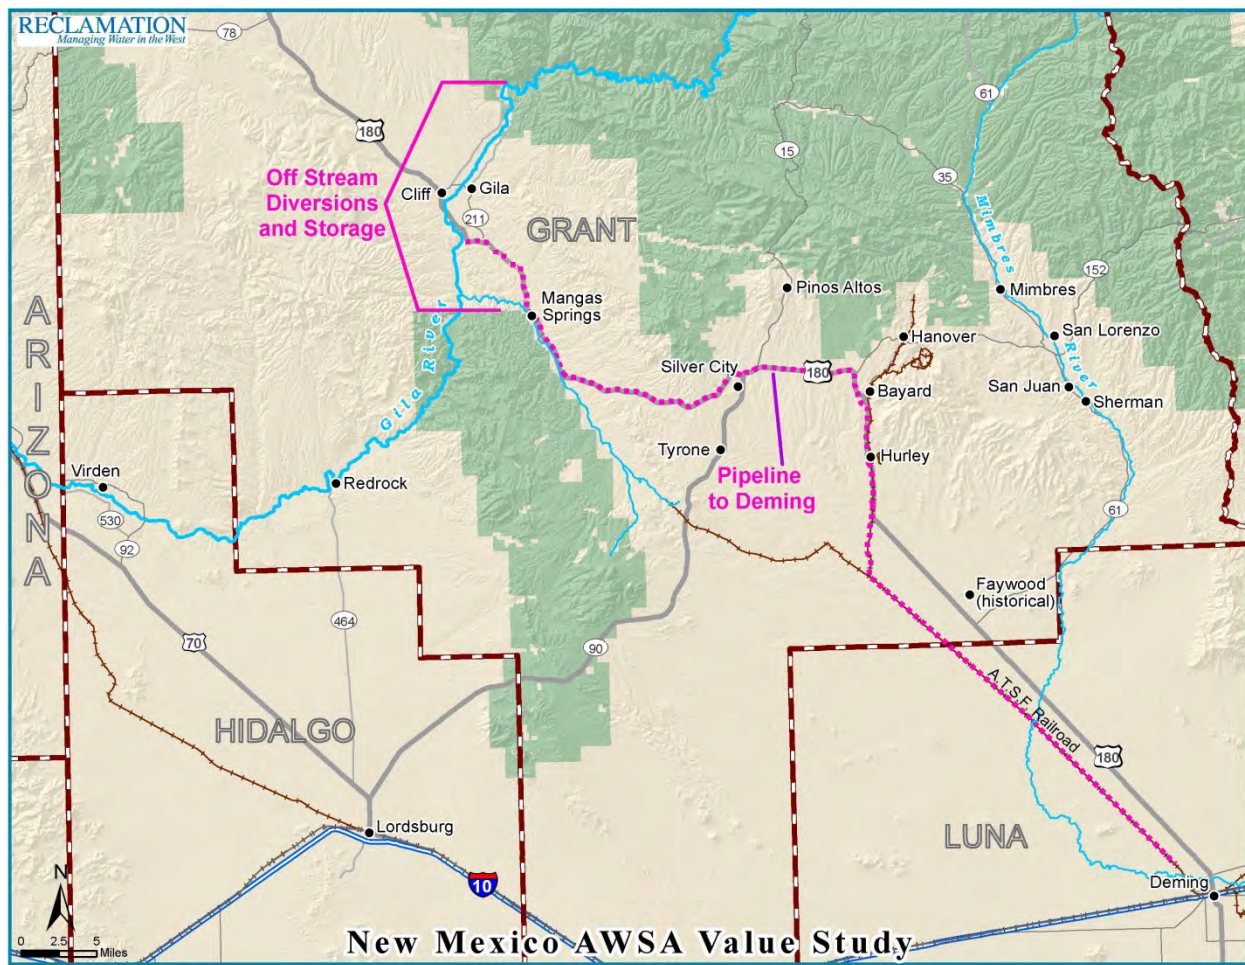 RECLAMATION
Managing Water in the West
78
180
61
15
35
Off Stream
Diversions
and Storage
Cliff
Gila
211
GRANT
Mimbres
152
Pinos Altos
Mimbres
ARIZONA
Mangas
Springs
Gila River
Hanover
San Lorenzo
River
Silver City
180
Bayard
San Juan
Sherman
Tyrone
Hurley
Pipeline
to Deming
Virden
Redrock
530
92
61
Faywood
(historical)
464
70
90
A.T.S.F. Railroad
HIDALGO
180
Lordsburg
LUNA
10
Deming
N
0 2.5 5
Miles
New Mexico AWSA Value Study